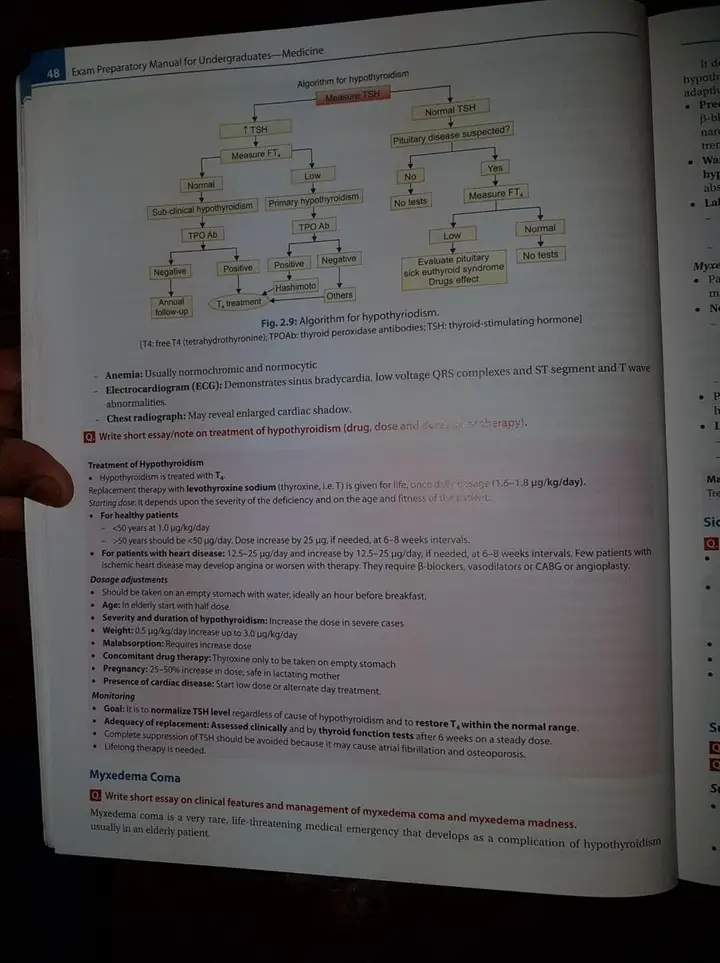 48 Exam Preparatory Manual for Undergraduates—Medicine
Algorithm for hypothyroidism
Measure TSH
↑ TSH
Normal TSH
Measure FT4
Pituitary disease suspected?
Normal
Low
No
Yes
Sub-clinical hypothyroidism
Primary hypothyroidism
No tests
Measure FT4
TPO Ab
TPO Ab
Low
Normal
Negative
Positive
Positive
Negative
Evaluate pituitary
sick euthyroid syndrome
Drugs effect
No tests
Annual
follow-up
T4 treatment
Hashimoto
Others
Fig. 2.9: Algorithm for hypothyriodism.
[T4: free T4 (tetrahydrothyronine); TPOAb: thyroid peroxidase antibodies; TSH: thyroid-stimulating hormone]
– Anemia: Usually normochromic and normocytic
– Electrocardiogram (ECG): Demonstrates sinus bradycardia, low voltage QRS complexes and ST segment and T wave
abnormalities.
– Chest radiograph: May reveal enlarged cardiac shadow.
Q. Write short essay/note on treatment of hypothyroidism (drug, dose and duration of therapy).
Treatment of Hypothyroidism
• Hypothyroidism is treated with T4.
Replacement therapy with levothyroxine sodium (thyroxine, i.e. T) is given for life, once daily dosage (1.6–1.8 µg/kg/day).
Starting dose: It depends upon the severity of the deficiency and on the age and fitness of the patient.
• For healthy patients
– <50 years at 1.0 µg/kg/day
– >50 years should be <50 µg/day. Dose increase by 25 µg, if needed, at 6–8 weeks intervals.
• For patients with heart disease: 12.5–25 µg/day and increase by 12.5–25 µg/day, if needed, at 6–8 weeks intervals. Few patients with
ischemic heart disease may develop angina or worsen with therapy. They require β-blockers, vasodilators or CABG or angioplasty.
Dosage adjustments
• Should be taken on an empty stomach with water, ideally an hour before breakfast.
• Age: In elderly start with half dose.
• Severity and duration of hypothyroidism: Increase the dose in severe cases
• Weight: 0.5 µg/kg/day increase up to 3.0 µg/kg/day
• Malabsorption: Requires increase dose
• Concomitant drug therapy: Thyroxine only to be taken on empty stomach
• Pregnancy: 25–50% increase in dose, safe in lactating mother
• Presence of cardiac disease: Start low dose or alternate day treatment.
Monitoring
• Goal: It is to normalize TSH level regardless of cause of hypothyroidism and to restore T4 within the normal range.
• Adequacy of replacement: Assessed clinically and by thyroid function tests after 6 weeks on a steady dose.
• Complete suppression of TSH should be avoided because it may cause atrial fibrillation and osteoporosis.
• Lifelong therapy is needed.
Myxedema Coma
Q. Write short essay on clinical features and management of myxedema coma and myxedema madness.
Myxedema coma is a very rare, life-threatening medical emergency that develops as a complication of hypothyroidism
usually in an elderly patient.